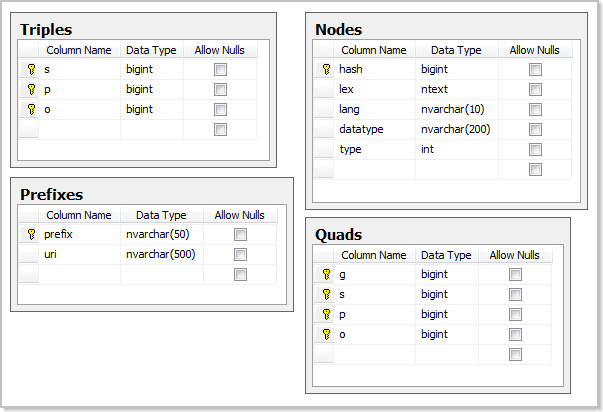 Triples
Column Name Data Type Allow Nulls
s bigint
p bigint
o bigint
Prefixes
Column Name Data Type Allow Nulls
prefix nvarchar(50)
uri nvarchar(500)
Nodes
Column Name Data Type Allow Nulls
hash bigint
lex ntext
lang nvarchar(10)
datatype nvarchar(200)
type int
Quads
Column Name Data Type Allow Nulls
g bigint
s bigint
p bigint
o bigint